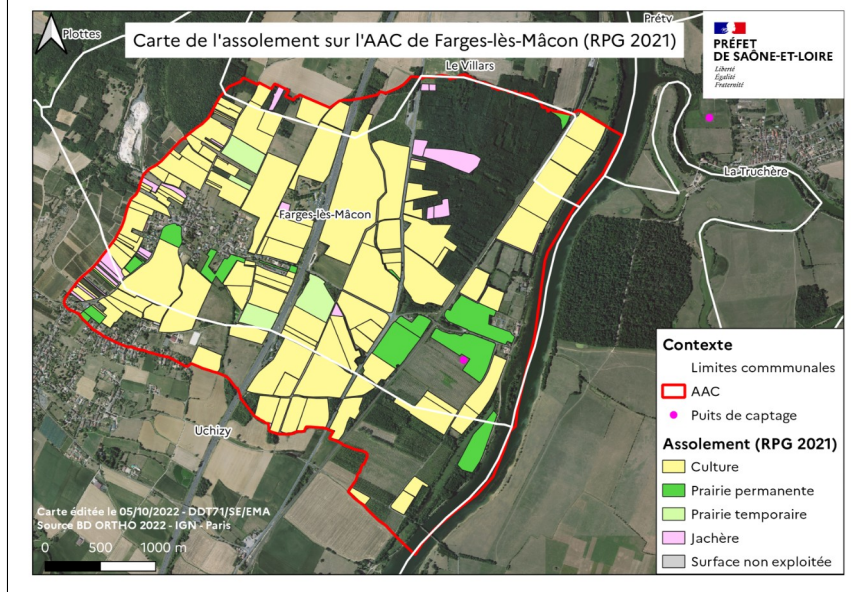 Plottes
Carte de l'assolement sur l'AAC de Farges-lès-Mâcon (RPG 2021)
Préty
PRÉFET
DE SAÔNE-ET-LOIRE
Liberté
Égalité
Fraternité
Le Villars
La Truchère
Farges-lès-Mâcon
Uchizy
Contexte
Limites commmunales
AAC
Puits de captage
Assolement (RPG 2021)
Culture
Prairie permanente
Prairie temporaire
Jachère
Surface non exploitée
Carte éditée le 05/10/2022 - DDT71/SE/EMA
Source BD ORTHO 2022 - IGN - Paris
0 500 1000 m